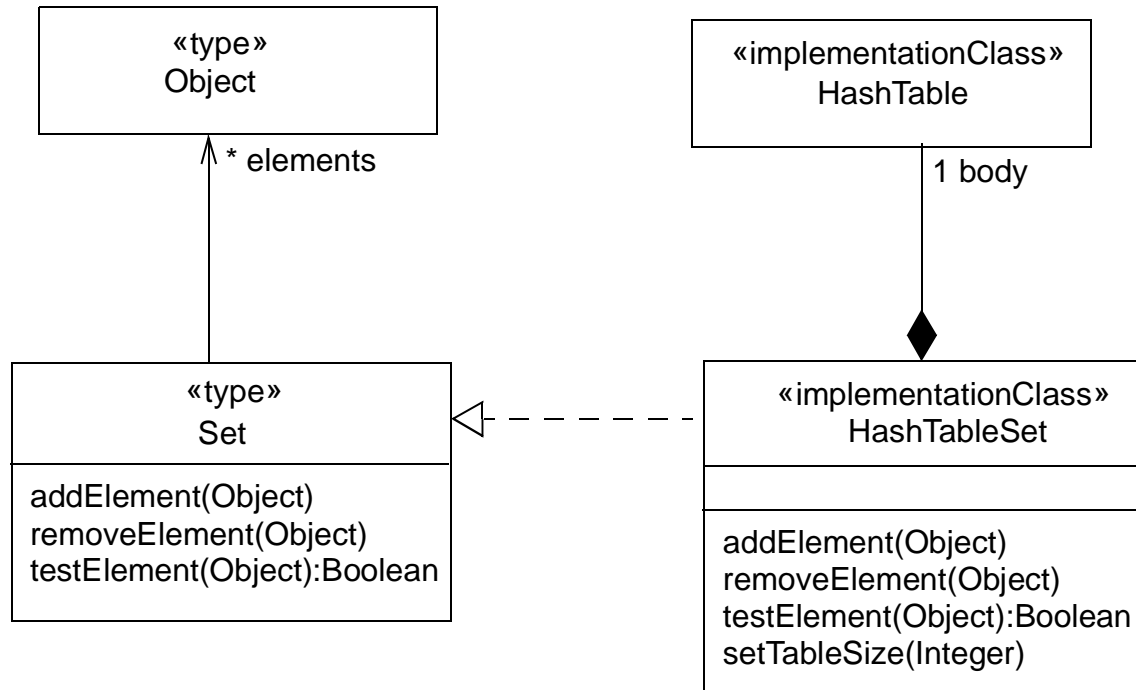 «type»
Object
* elements
«type»
Set
addElement(Object)
removeElement(Object)
testElement(Object):Boolean
«implementationClass»
HashTable
1 body
«implementationClass»
HashTableSet
addElement(Object)
removeElement(Object)
testElement(Object):Boolean
setTableSize(Integer)